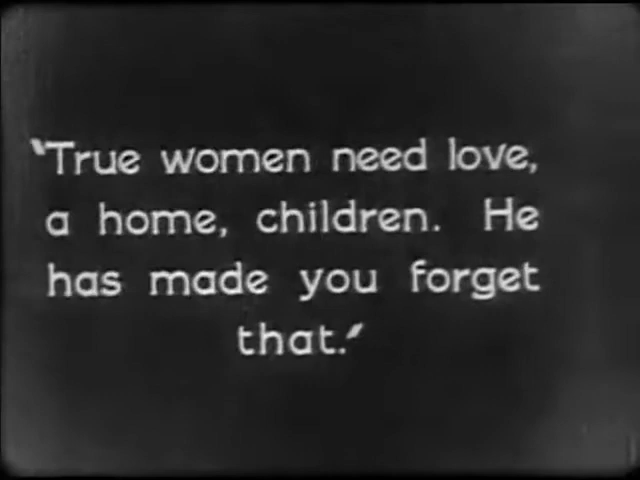 "True women need love,
a home, children. He
has made you forget
that."